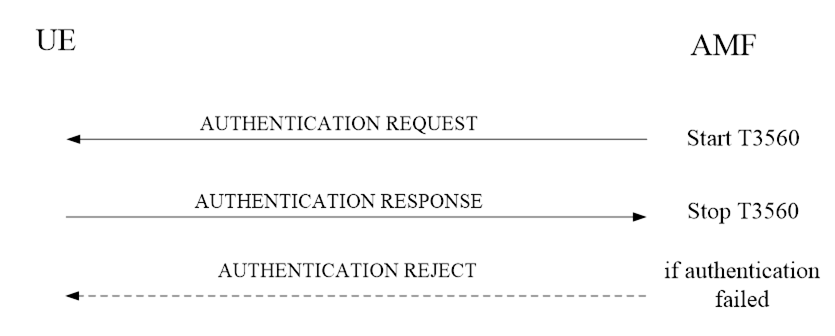 UE
AMF
AUTHENTICATION REQUEST
Start T3560
AUTHENTICATION RESPONSE
Stop T3560
AUTHENTICATION REJECT
if authentication
failed